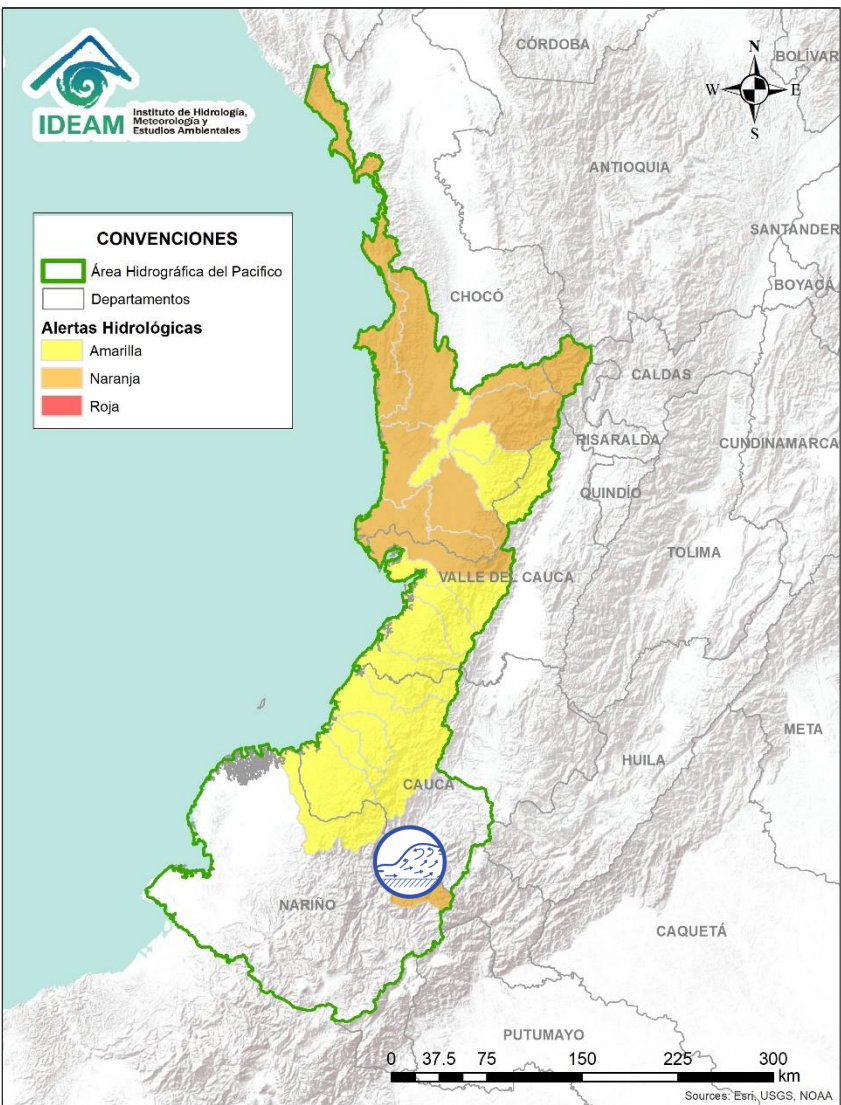 IDEAM
Instituto de Hidrología,
Meteorología y
Estudios Ambientales
N
W
E
S
CÓRDOBA
BOLÍVAR
ANTIOQUIA
SANTANDER
BOYACÁ
CONVENCIONES
Área Hidrográfica del Pacifico
Departamentos
Alertas Hidrológicas
Amarilla
Naranja
Roja
CHOCÓ
CALDAS
RISARALDA
CUNDINAMARCA
QUINDÍO
TOLIMA
VALLE DEL CAUCA
META
HUILA
CAUCA
NARIÑO
CAQUETÁ
PUTUMAYO
0 37.5 75 150 225 300
km
Sources: Esri, USGS, NOAA